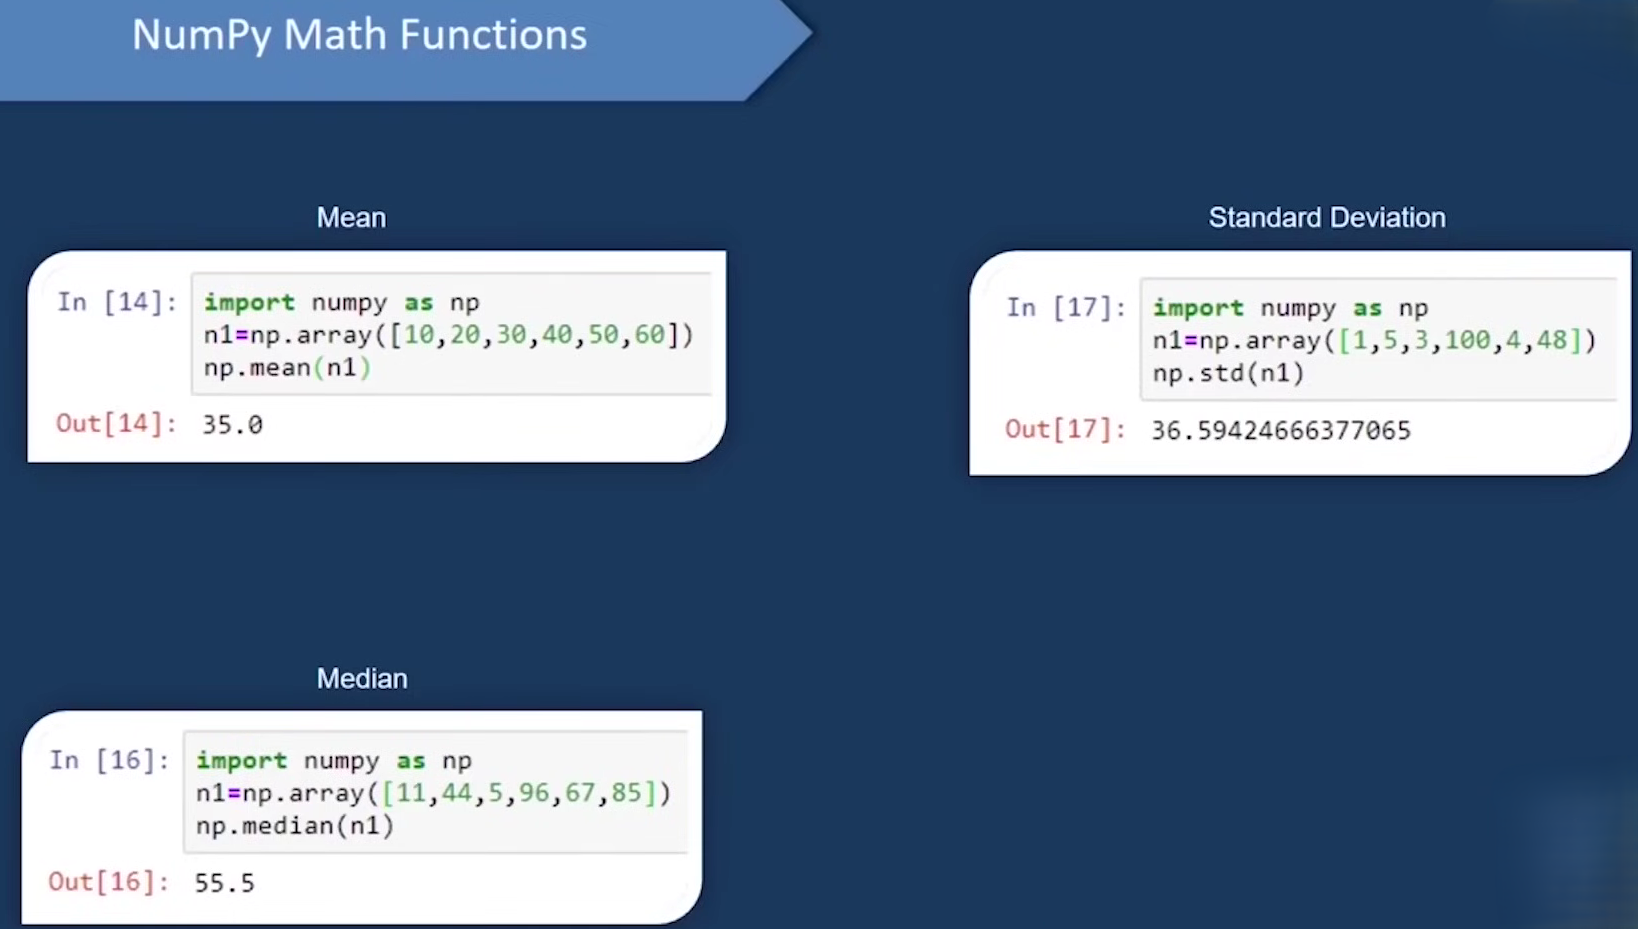 NumPy Math Functions
Mean
In [14]: import numpy as np
n1=np.array([10,20,30,40,50,60])
np.mean(n1)
Out[14]: 35.0
Standard Deviation
In [17]: import numpy as np
n1=np.array([1,5,3,100,4,48])
np.std(n1)
Out[17]: 36.59424666377065
Median
In [16]: import numpy as np
n1=np.array([11,44,5,96,67,85])
np.median(n1)
Out[16]: 55.5